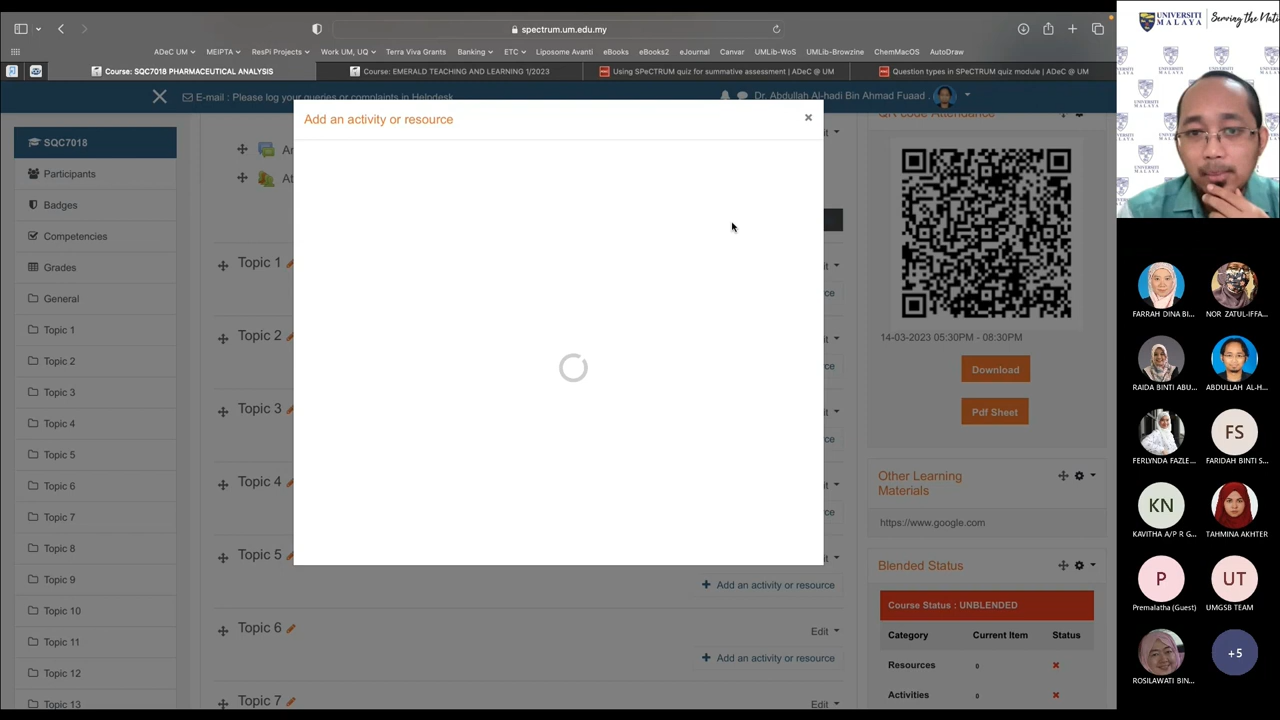 spectrum.um.edu.my
ADeC UM
MEIPTA
ResPi Projects
Work UM, UQ
Terra Viva Grants
Banking
ETC
Liposome Avanti
eBooks
eBooks2
eJournal
Canvar
UMLib-WoS
UMLib-Browzine
ChemMacOS
AutoDraw
Course: SQC7018 PHARMACEUTICAL ANALYSIS
Course: EMERALD TEACHING AND LEARNING 1/2023
Using SPeCTRUM quiz for summative assessment | ADeC @ UM
Question types in SPeCTRUM quiz module | ADeC @ UM
E-mail : Please log your queries or complaints in Helpdesk
Dr. Abdullah Al-hadi Bin Ahmad Fuaad .
Add an activity or resource
×
SQC7018
Participants
Badges
Competencies
Grades
General
Topic 1
Topic 2
Topic 3
Topic 4
Topic 5
Topic 6
Topic 7
Topic 8
Topic 9
Topic 10
Topic 11
Topic 12
Topic 13
An
At
Topic 1
Topic 2
Topic 3
Topic 4
Topic 5
+ Add an activity or resource
Topic 6
Edit
+ Add an activity or resource
Topic 7
Edit
QR code Attendance
14-03-2023 05:30PM - 08:30PM
Download
Pdf Sheet
Other Learning
Materials
https://www.google.com
Blended Status
Course Status : UNBLENDED
Category Current Item Status
Resources 0
Activities 0
UNIVERSITI
MALAYA
Serving the Nati
FARRAH DINA BI...
NOR ZATUL-IFFA...
RAIDA BINTI ABU...
ABDULLAH AL-H...
FERLYNDA FAZLE...
FS
FARIDAH BINTI S...
KN
KAVITHA A/P R G...
TAHMINA AKHTER
P
Premalatha (Guest)
UT
UMGSB TEAM
ROSILAWATI BIN...
+5